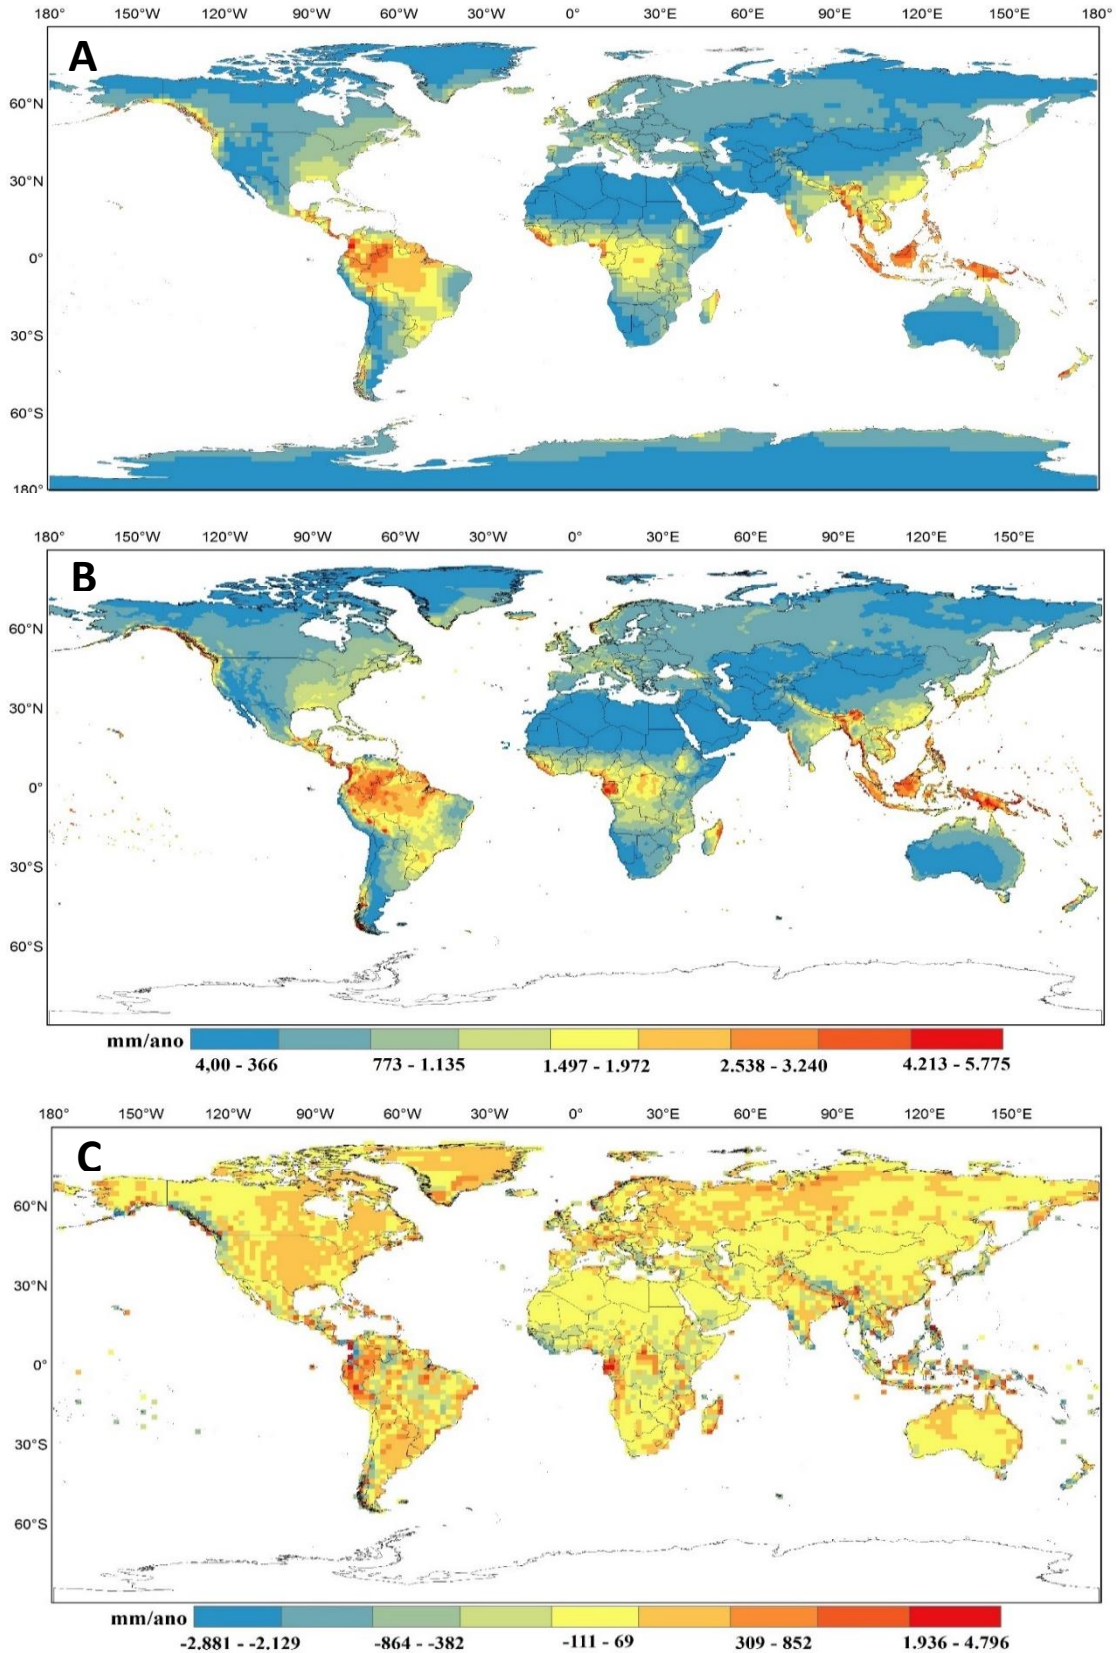 180° 150°W 120°W 90°W 60°W 30°W 0° 30°E 60°E 90°E 120°E 150°E 180°
A
60°N
30°N
0°
30°S
60°S
180°
180° 150°W 120°W 90°W 60°W 30°W 0° 30°E 60°E 90°E 120°E 150°E
B
60°N
30°N
0°
30°S
60°S
mm/ano
4,00 - 366 773 - 1.135 1.497 - 1.972 2.538 - 3.240 4.213 - 5.775
180° 150°W 120°W 90°W 60°W 30°W 0° 30°E 60°E 90°E 120°E 150°E
C
60°N
30°N
0°
30°S
60°S
mm/ano
-2.881 - -2.129 -864 - -382 -111 - 69 309 - 852 1.936 - 4.796